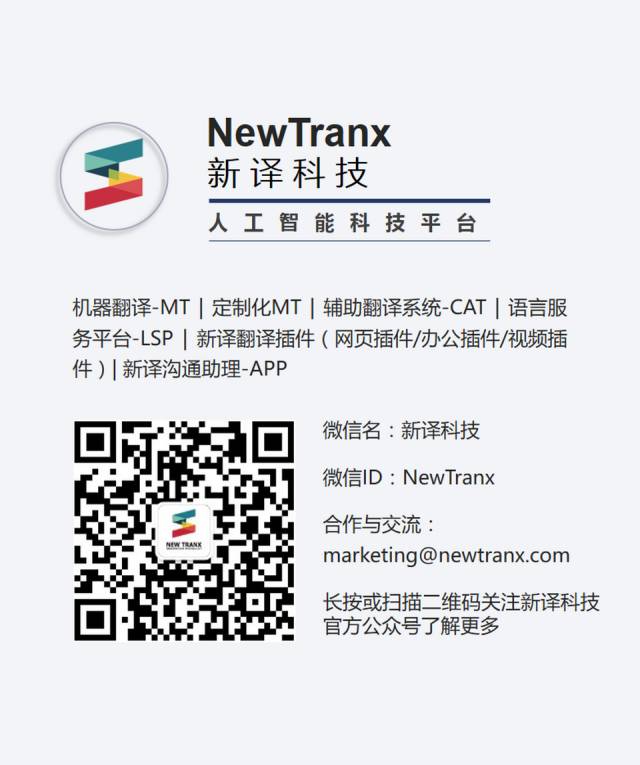 NewTranx
新译科技
人工智能科技平台
机器翻译-MT | 定制化MT | 辅助翻译系统-CAT | 语言服
务平台-LSP | 新译翻译插件（网页插件/办公插件/视频插
件）| 新译沟通助理-APP
微信名：新译科技
微信ID：NewTranx
合作与交流：
marketing@newtranx.com
长按或扫描二维码关注新译科技
官方公众号了解更多
NEW TRANX